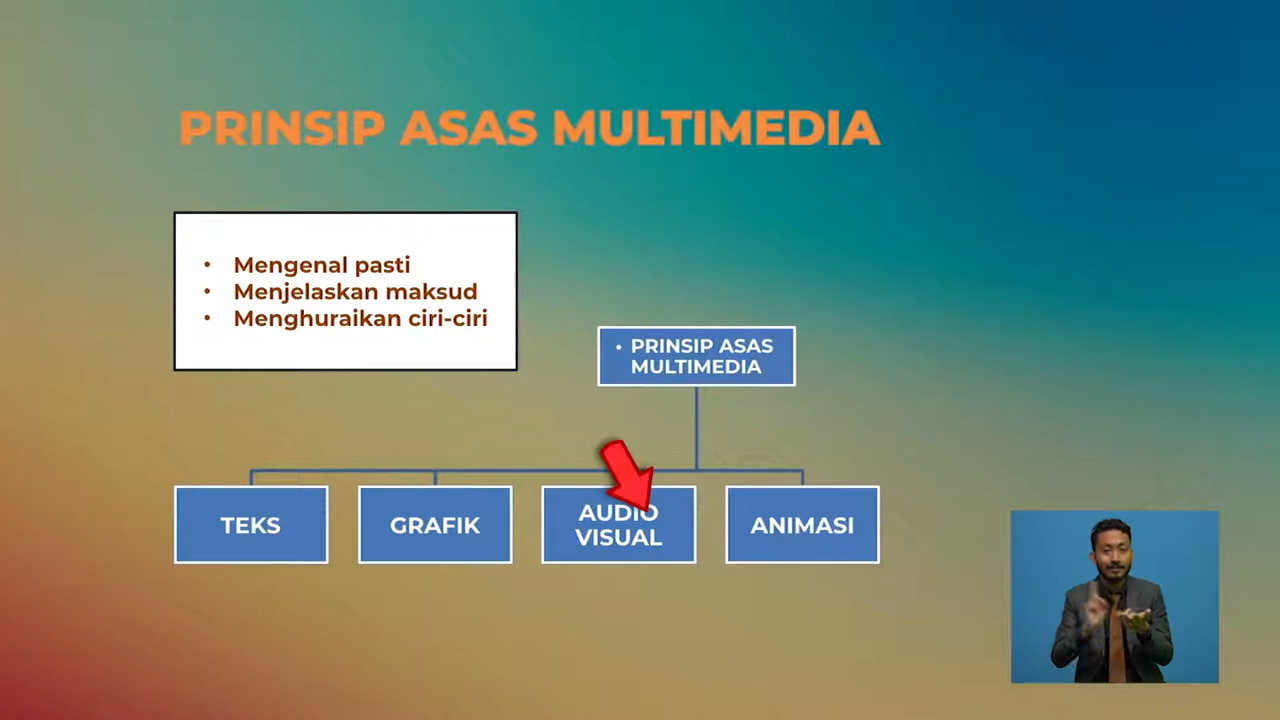 PRINSIP ASAS MULTIMEDIA
• Mengenal pasti
• Menjelaskan maksud
• Menghuraikan ciri-ciri
• PRINSIP ASAS
MULTIMEDIA
TEKS
GRAFIK
AUDIO
VISUAL
ANIMASI